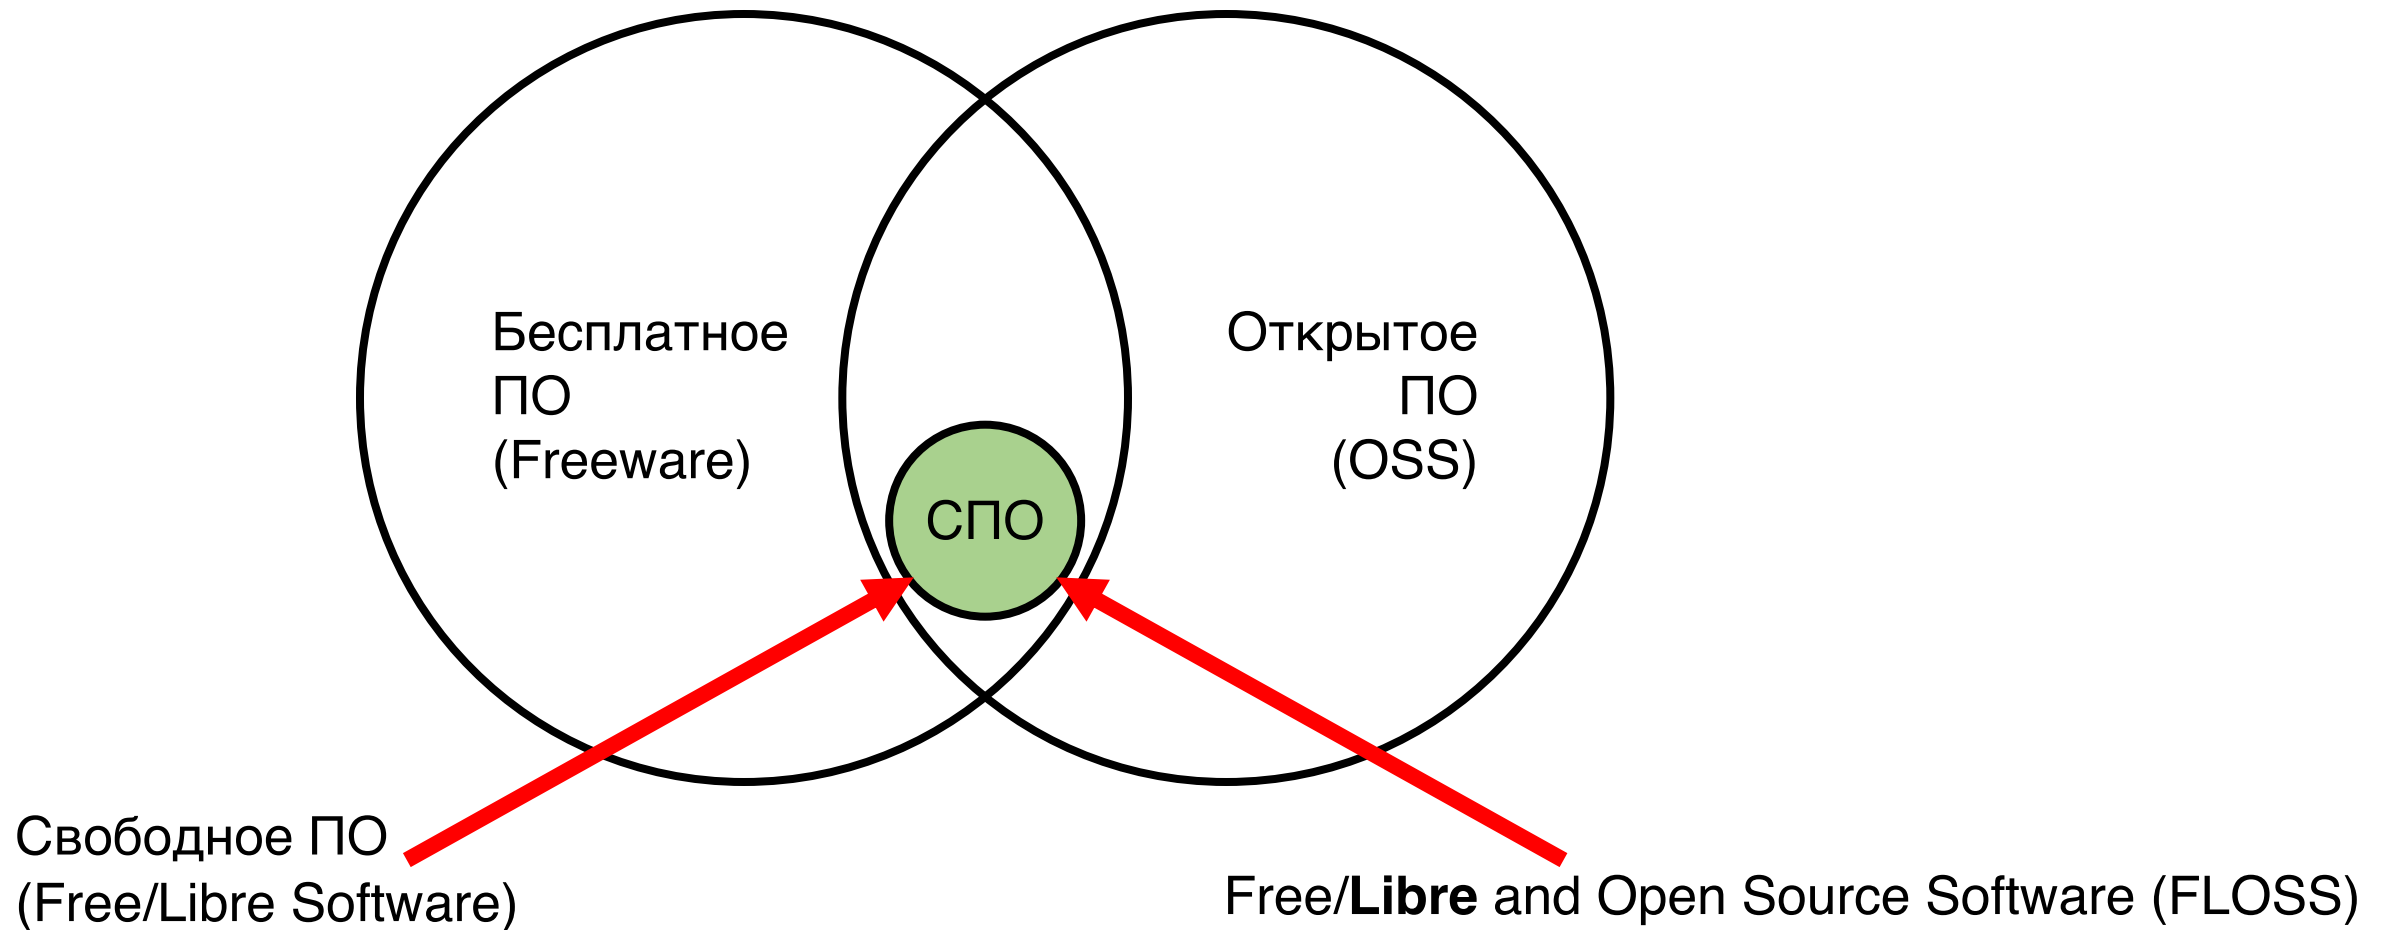 Бесплатное
ПО
(Freeware)
Открытое
ПО
(OSS)
СПО
Свободное ПО
(Free/Libre Software)
Free/Libre and Open Source Software (FLOSS)